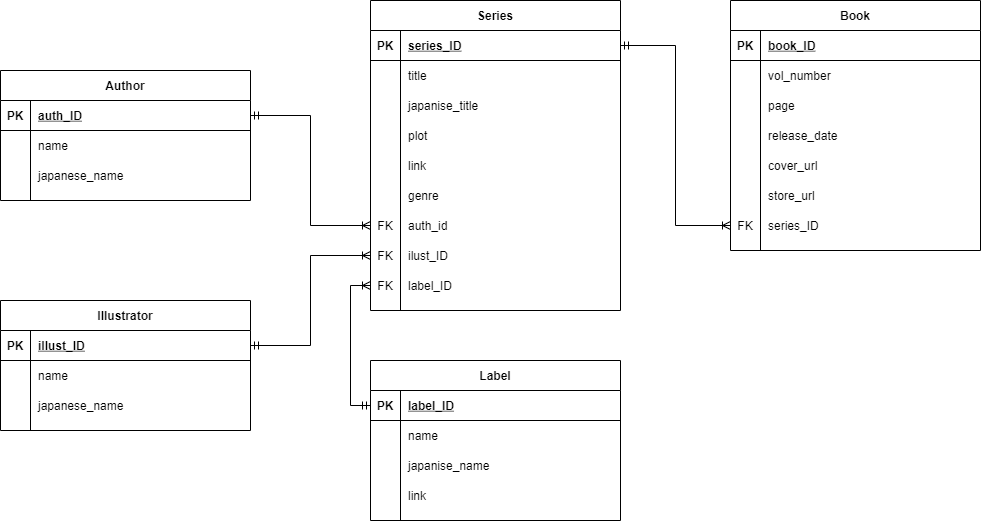 Series
PK series_ID
title
japanise_title
plot
link
genre
FK auth_id
FK ilust_ID
FK label_ID
Book
PK book_ID
vol_number
page
release_date
cover_url
store_url
FK series_ID
Author
PK auth_ID
name
japanese_name
Illustrator
PK illust_ID
name
japanese_name
Label
PK label_ID
name
japanise_name
link